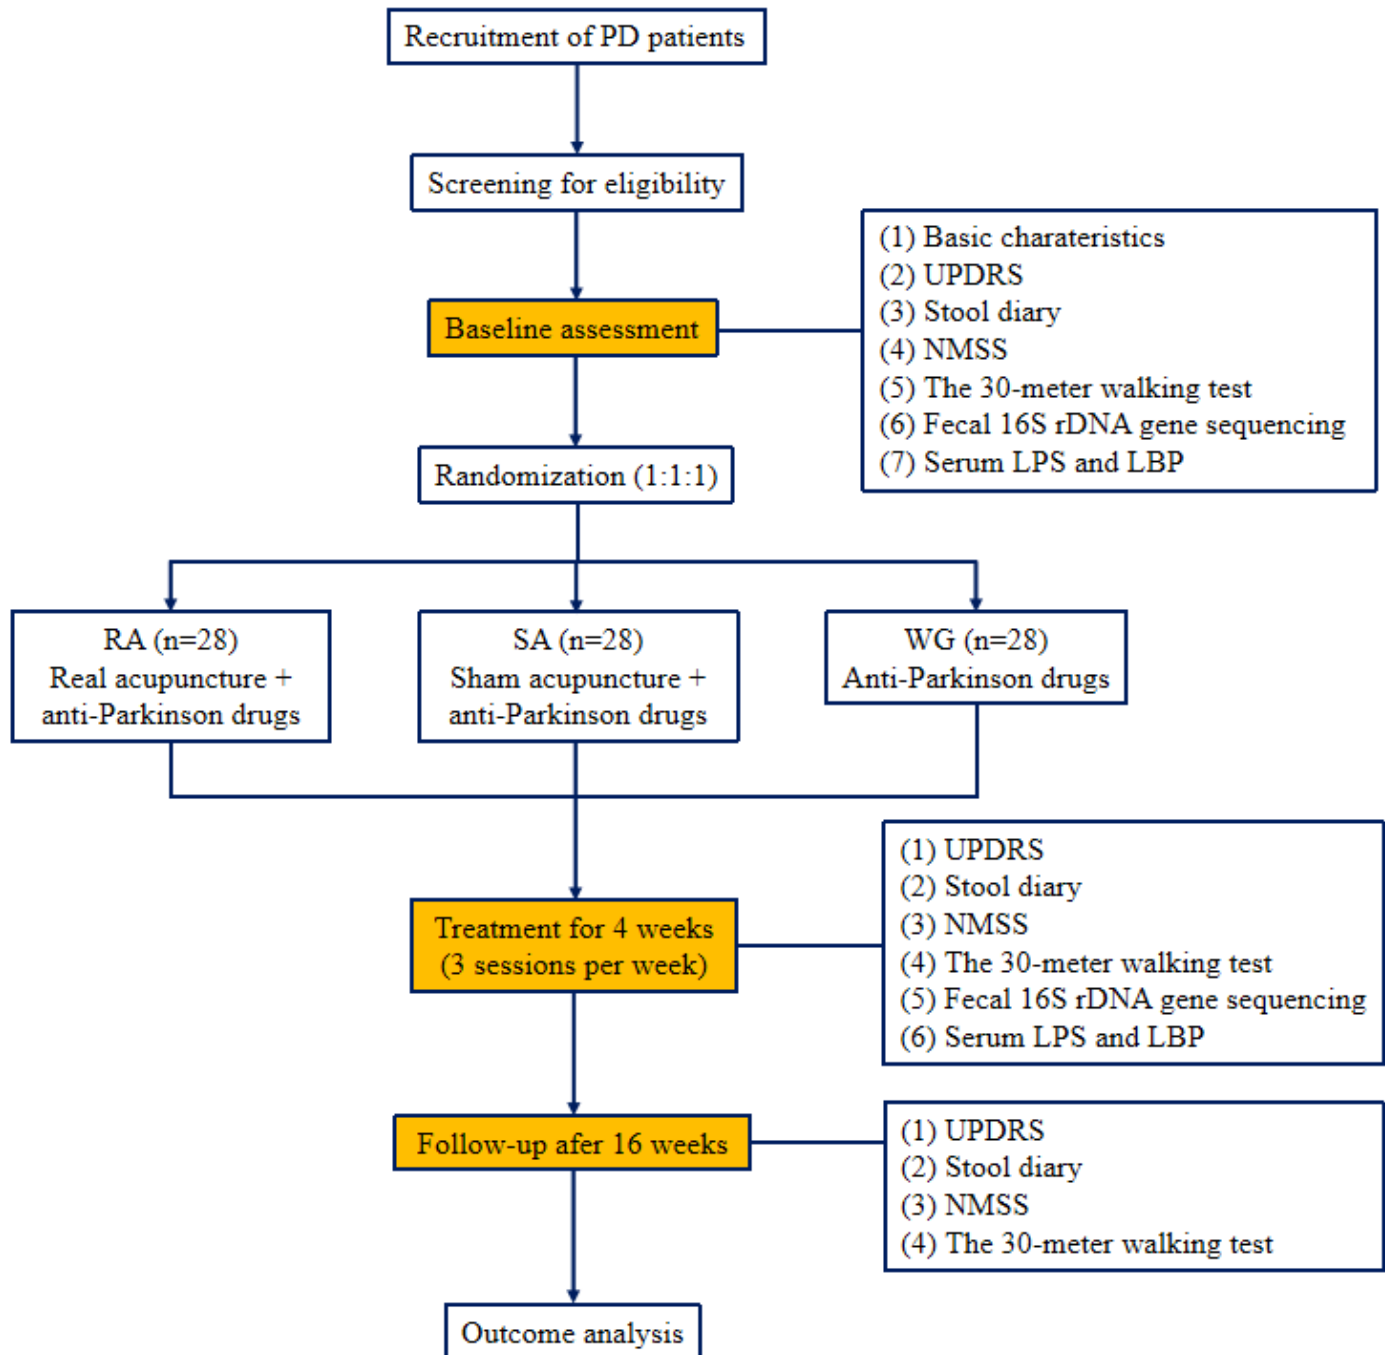 Recruitment of PD patients
Screening for eligibility
Baseline assessment
(1) Basic charateristics
(2) UPDRS
(3) Stool diary
(4) NMSS
(5) The 30-meter walking test
(6) Fecal 16S rDNA gene sequencing
(7) Serum LPS and LBP
Randomization (1:1:1)
RA (n=28)
Real acupuncture +
anti-Parkinson drugs
SA (n=28)
Sham acupuncture +
anti-Parkinson drugs
WG (n=28)
Anti-Parkinson drugs
Treatment for 4 weeks
(3 sessions per week)
(1) UPDRS
(2) Stool diary
(3) NMSS
(4) The 30-meter walking test
(5) Fecal 16S rDNA gene sequencing
(6) Serum LPS and LBP
Follow-up afer 16 weeks
(1) UPDRS
(2) Stool diary
(3) NMSS
(4) The 30-meter walking test
Outcome analysis